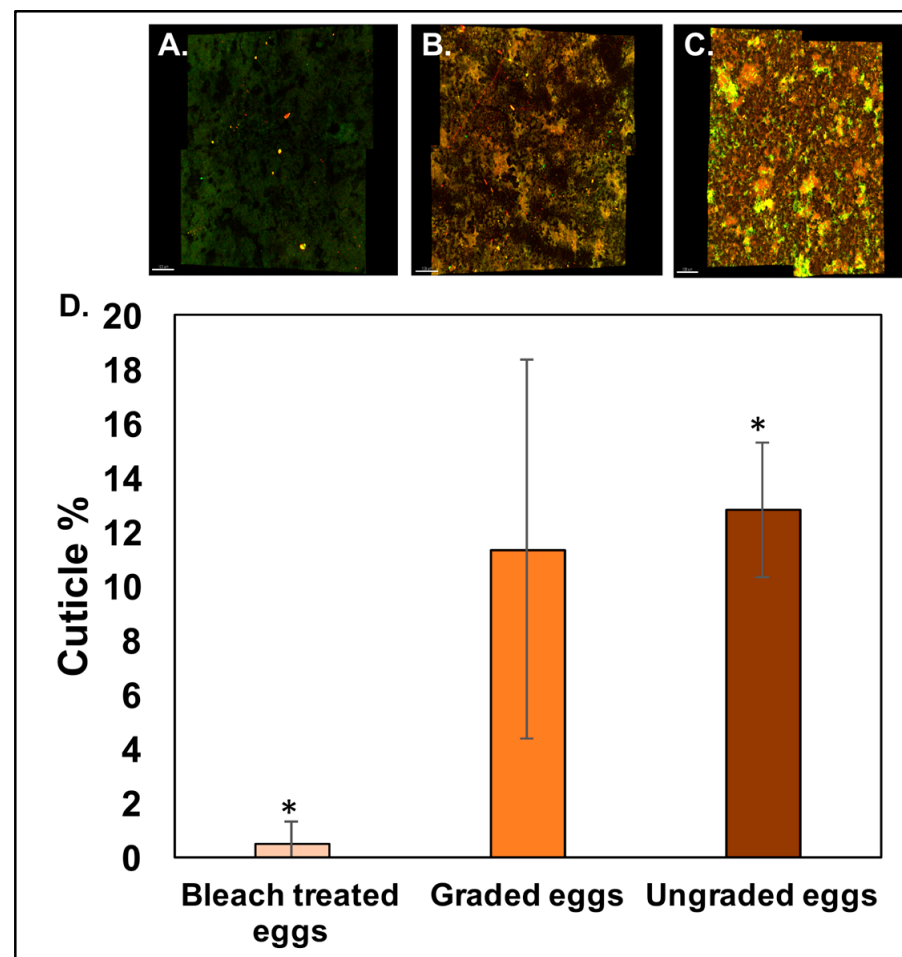 A.
B.
C.
D.
20
18
16
14
12
10
8
6
4
2
0
Cuticle %
*
*
Bleach treated
eggs
Graded eggs
Ungraded eggs